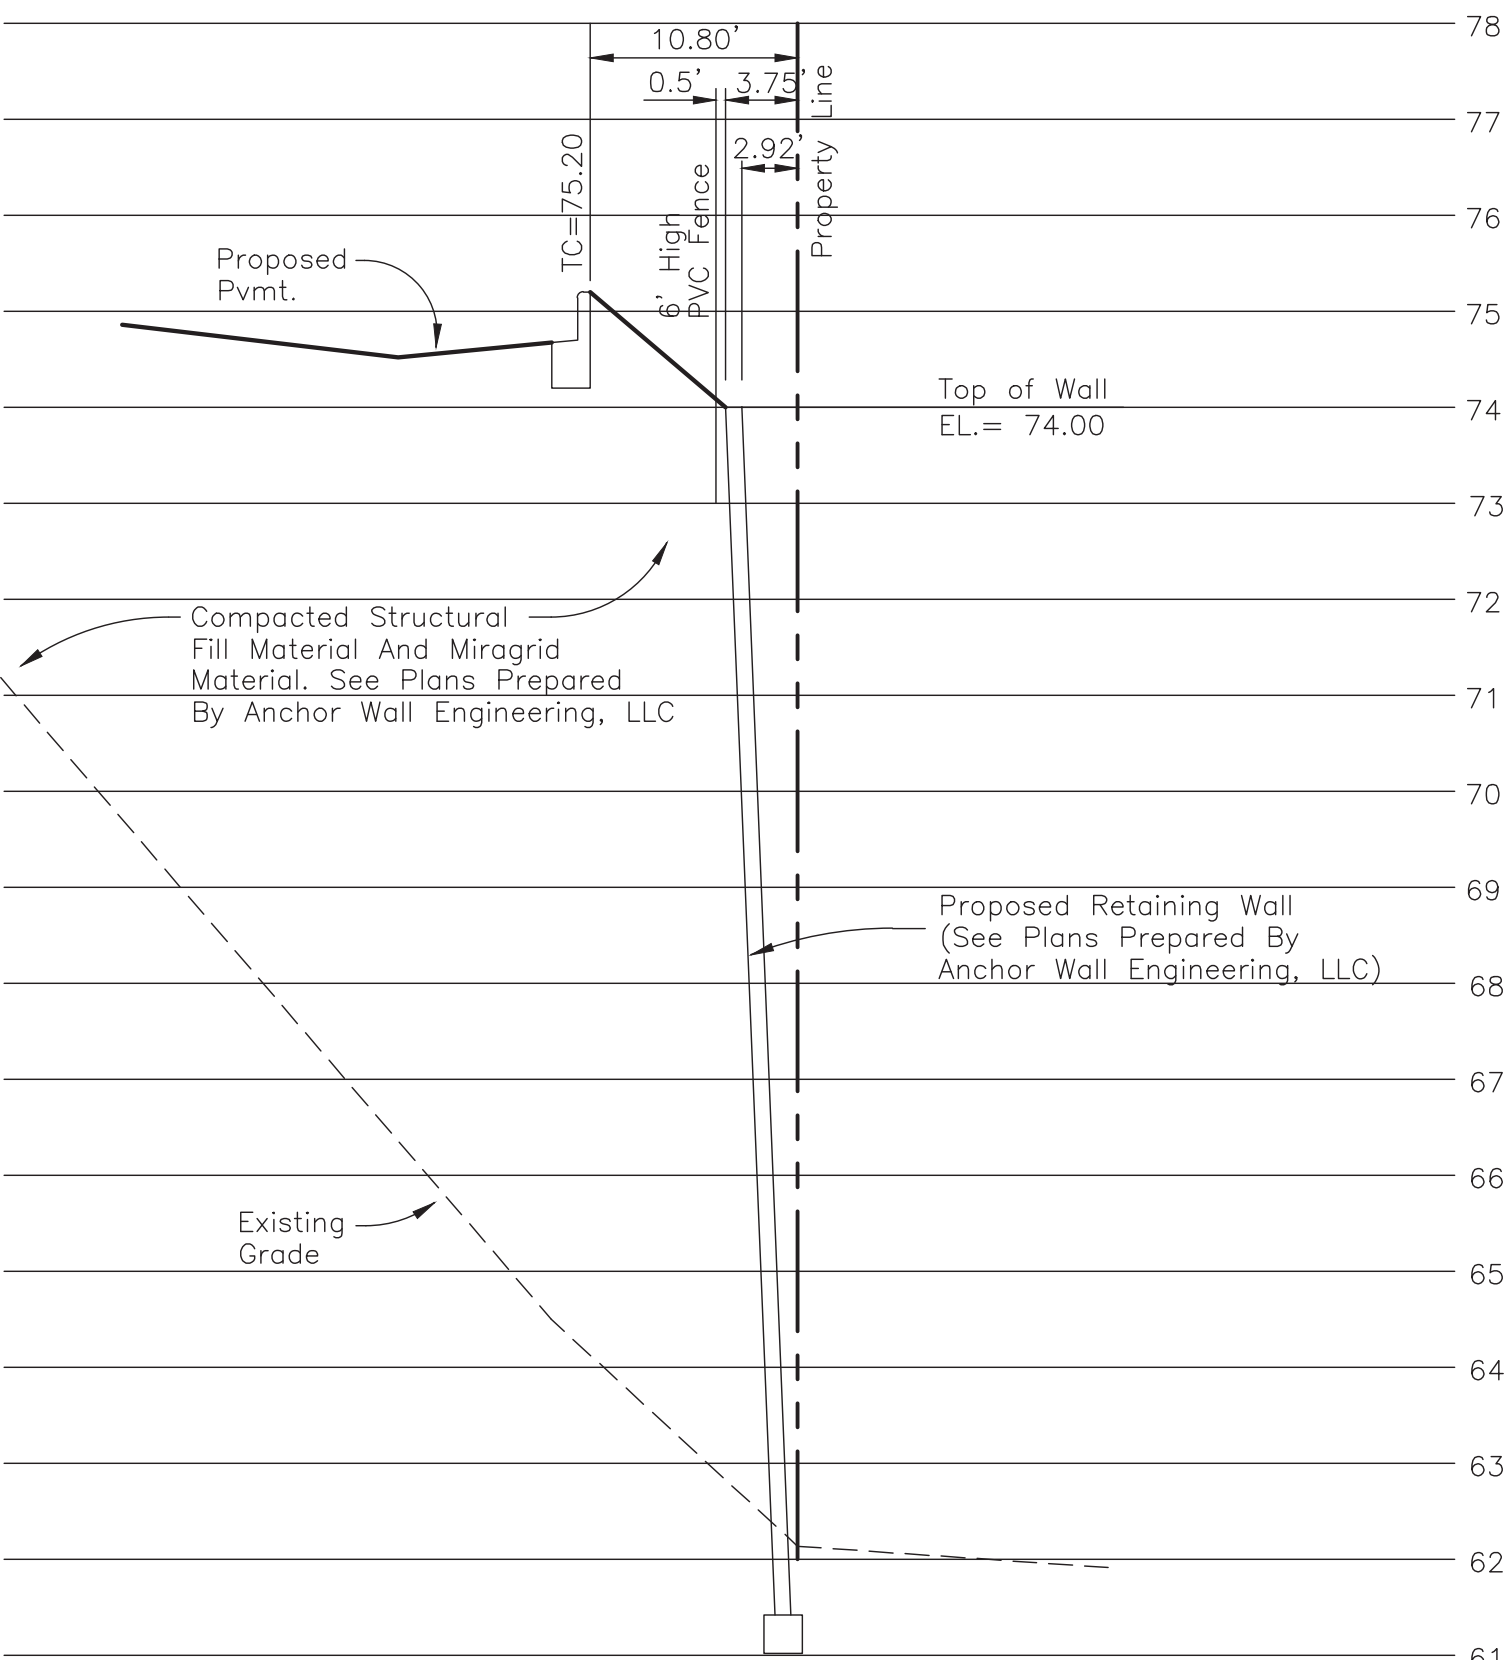 78
10.80'
0.5'
3.75'
Property Line
77
2.92'
TC=75.20
6' High
PVC Fence
76
Proposed
Pvmt.
75
Top of Wall
74
EL.= 74.00
73
72
Compacted Structural
Fill Material And Miragrid
Material. See Plans Prepared
By Anchor Wall Engineering, LLC
71
70
69
Proposed Retaining Wall
(See Plans Prepared By
Anchor Wall Engineering, LLC)
68
67
66
Existing
Grade
65
64
63
62
61